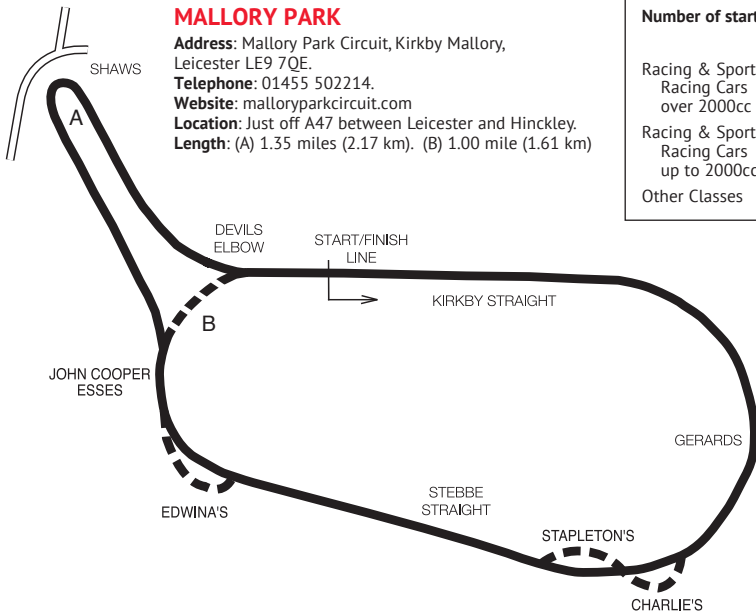 MALLORY PARK
Address: Mallory Park Circuit, Kirkby Mallory,
Leicester LE9 7QE.
Telephone: 01455 502214.
Website: malloryparkcircuit.com
Location: Just off A47 between Leicester and Hinckley.
Length: (A) 1.35 miles (2.17 km). (B) 1.00 mile (1.61 km)
Number of start
Racing & Sport
Racing Cars
over 2000cc
Racing & Sport
Racing Cars
up to 2000cc
Other Classes
SHAWS
A
DEVILS
ELBOW
START/FINISH
LINE
KIRKBY STRAIGHT
B
JOHN COOPER
ESSES
GERARDS
EDWINA'S
STEBBE
STRAIGHT
STAPLETON'S
CHARLIE'S